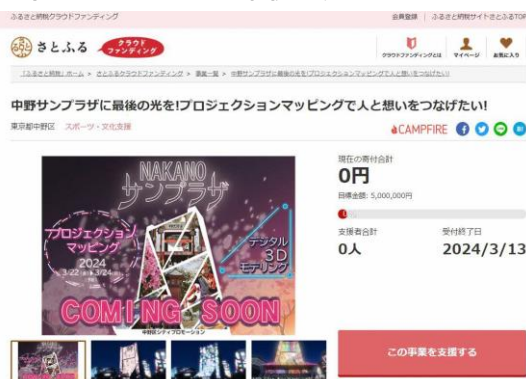 ふるさと納税クラウドファンディング
会員登録
ふるさと納税サイトさとふるTOP
さとふる
クラウドファンディング
クラウドファンディングとは
マイページ
お気に入り
「ふるさと納税」ホーム > さとふるクラウドファンディング > 事業一覧 > 中野サンプラザに最後の光を!プロジェクションマッピングで人と想いをつなげたい!
中野サンプラザに最後の光を!プロジェクションマッピングで人と想いをつなげたい!
東京都中野区 スポーツ・文化支援
CAMPFIRE
NAKANO
サンプラザ
プロジェクション
マッピング
2024
3/22
3/24
デジタル
3D
モデリング
COMING SOON
中野区シティプロモーション
現在の寄付合計
0円
目標金額: 5,000,000円
支援者合計
0人
受付終了日
2024/3/13
この事業を支援する